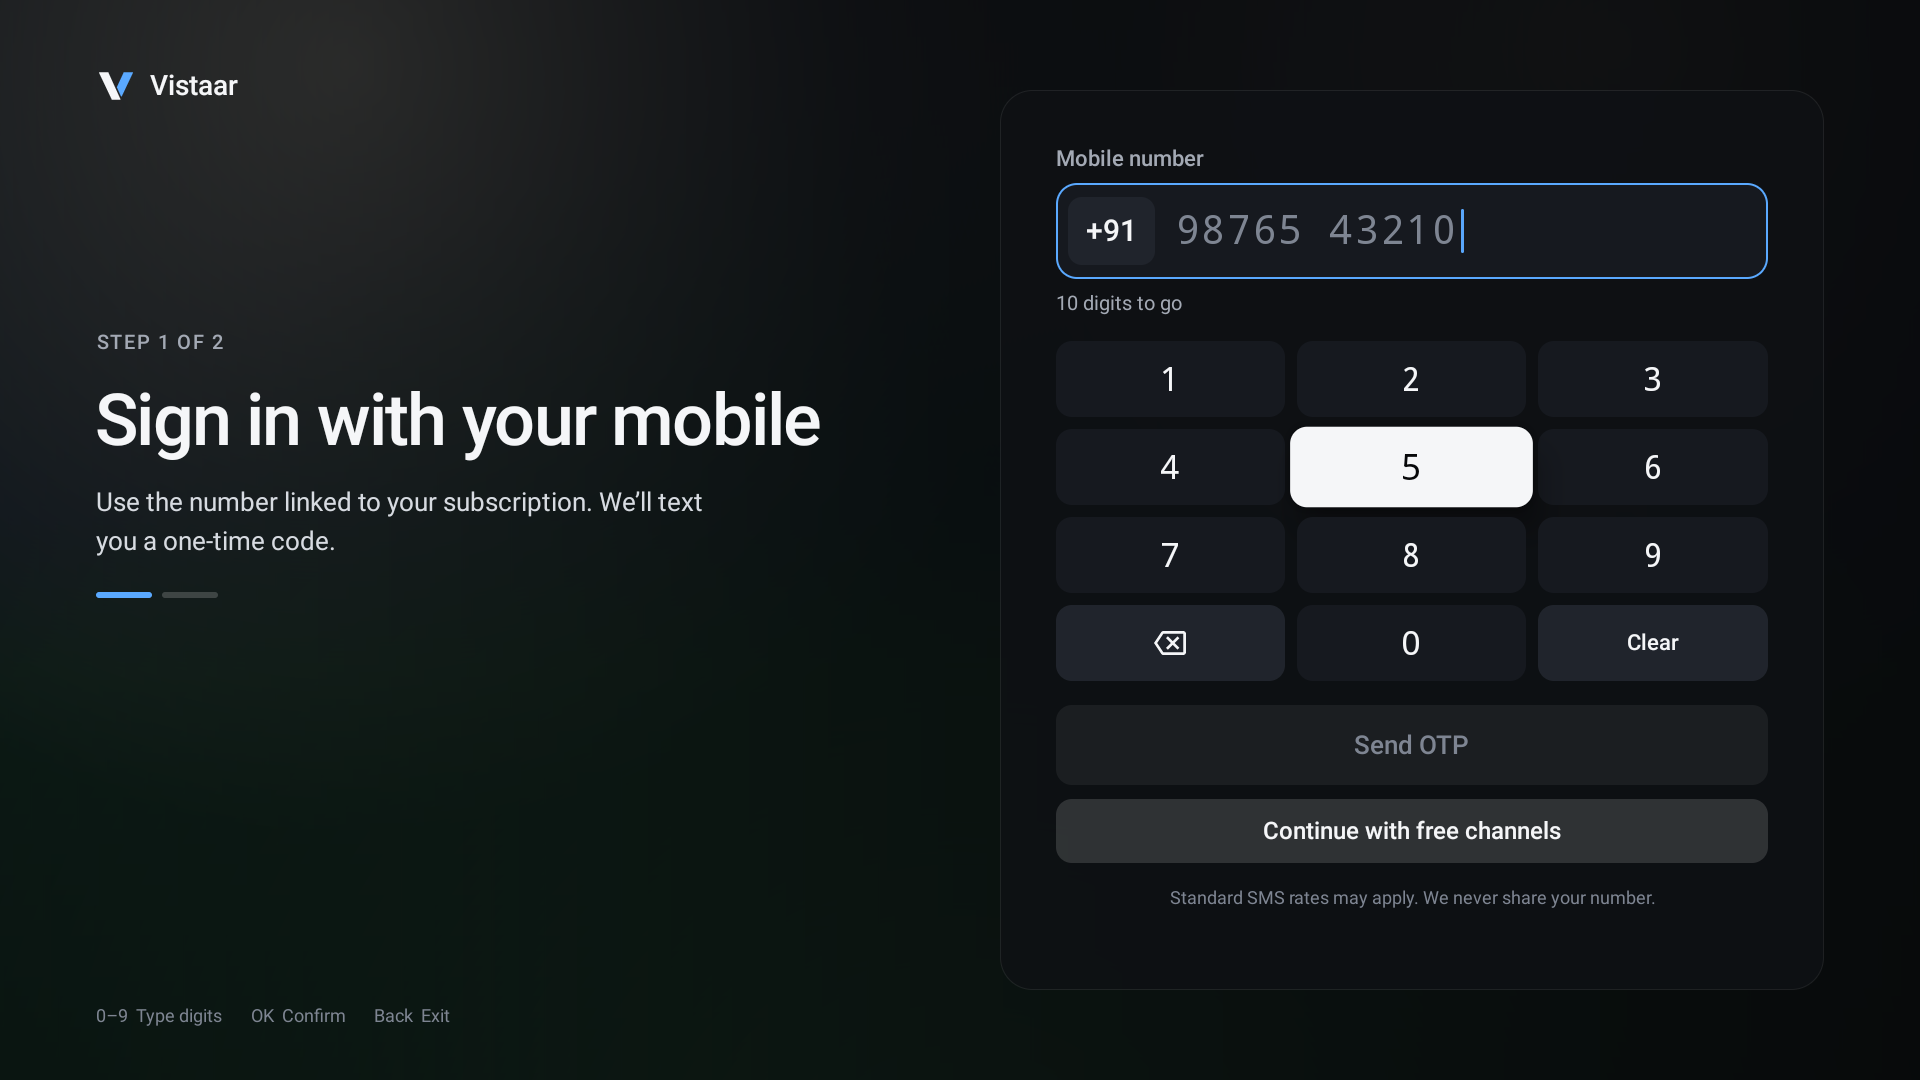 Vistaar
STEP 1 OF 2
Sign in with your mobile
Use the number linked to your subscription. We’ll text
you a one-time code.
0–9 Type digits OK Confirm Back Exit
Mobile number
+91 98765 43210
10 digits to go
1 2 3
4 5 6
7 8 9
0 Clear
Send OTP
Continue with free channels
Standard SMS rates may apply. We never share your number.